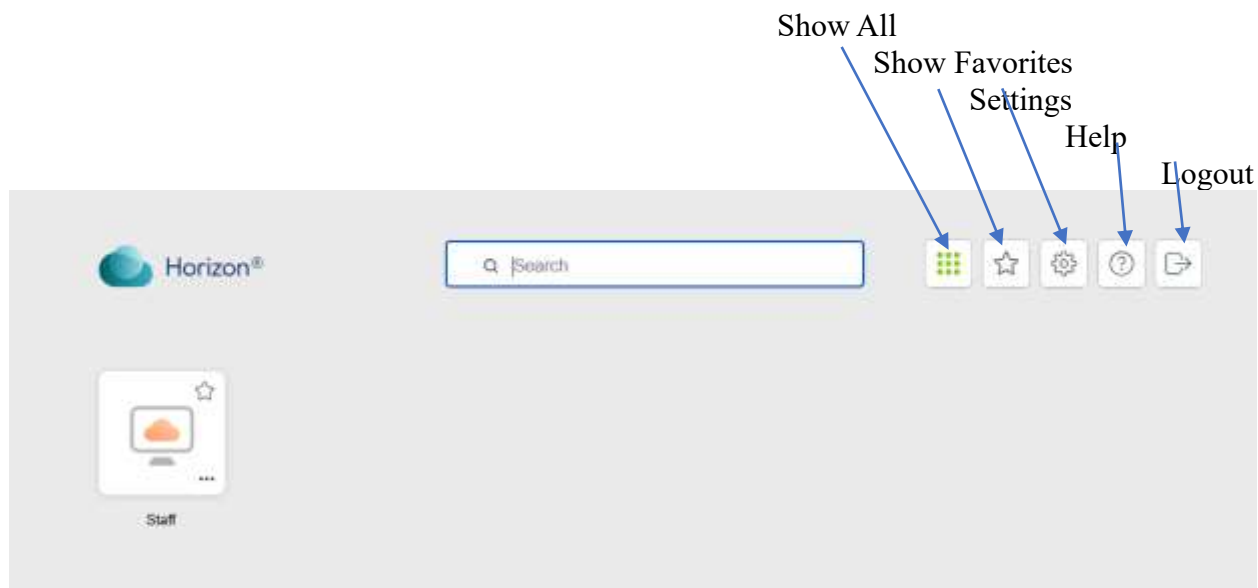 Show All
Show Favorites
Settings
Help
Logout
Horizon®
Search
Staff